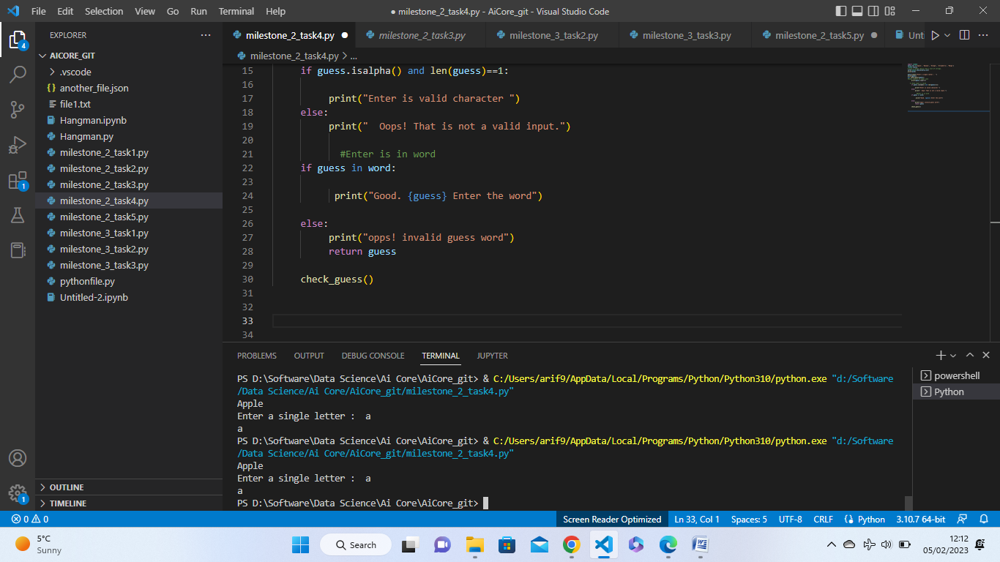 File Edit Selection View Go Run Terminal Help
● milestone_2_task4.py - AiCore_git - Visual Studio Code
EXPLORER
AICORE_GIT
.vscode
another_file.json
file1.txt
Hangman.ipynb
Hangman.py
milestone_2_task1.py
milestone_2_task2.py
milestone_2_task3.py
milestone_2_task4.py
milestone_2_task5.py
milestone_3_task1.py
milestone_3_task2.py
milestone_3_task3.py
pythonfile.py
Untitled-2.ipynb
OUTLINE
TIMELINE
4
1
1
milestone_2_task4.py ● milestone_2_task3.py milestone_3_task2.py milestone_3_task3.py milestone_2_task5.py ● Unti
milestone_2_task4.py > ...
15 if guess.isalpha() and len(guess)==1:
16
17 print("Enter is valid character ")
18 else:
19 print("  Oops! That is not a valid input.")
20
21 #Enter is in word
22 if guess in word:
23
24 print("Good. {guess} Enter the word")
25
26 else:
27 print("opps! invalid guess word")
28 return guess
29
30 check_guess()
31
32
33
34
PROBLEMS OUTPUT DEBUG CONSOLE TERMINAL JUPYTER
PS D:\Software\Data Science\Ai Core\AiCore_git> & C:/Users/arif9/AppData/Local/Programs/Python/Python310/python.exe "d:/Software
/Data Science/Ai Core/AiCore_git/milestone_2_task4.py"
Apple
Enter a single letter :  a
a
PS D:\Software\Data Science\Ai Core\AiCore_git> & C:/Users/arif9/AppData/Local/Programs/Python/Python310/python.exe "d:/Software
/Data Science/Ai Core/AiCore_git/milestone_2_task4.py"
Apple
Enter a single letter :  a
a
PS D:\Software\Data Science\Ai Core\AiCore_git>
powershell
Python
0 0 Screen Reader Optimized Ln 33, Col 1 Spaces: 5 UTF-8 CRLF Python 3.10.7 64-bit
5°C
Sunny
Search
12:12
05/02/2023